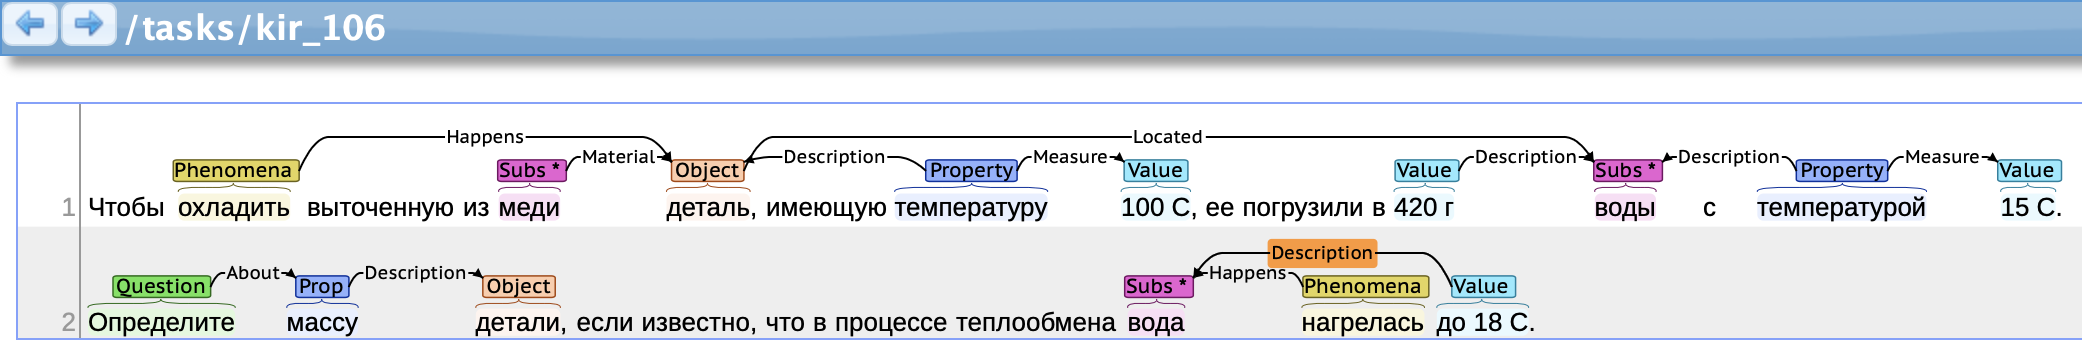 /tasks/kir_106
Happens Located
Phenomena Subs * Material Object Description Property Measure Value Value Description Subs * Description Property Measure Value
1 Чтобы охладить выточенную из меди деталь, имеющую температуру 100 С, ее погрузили в 420 г воды с температурой 15 С.
Description
Question About Prop Description Object Subs * Happens Phenomena Value
2 Определите массу детали, если известно, что в процессе теплообмена вода нагрелась до 18 С.